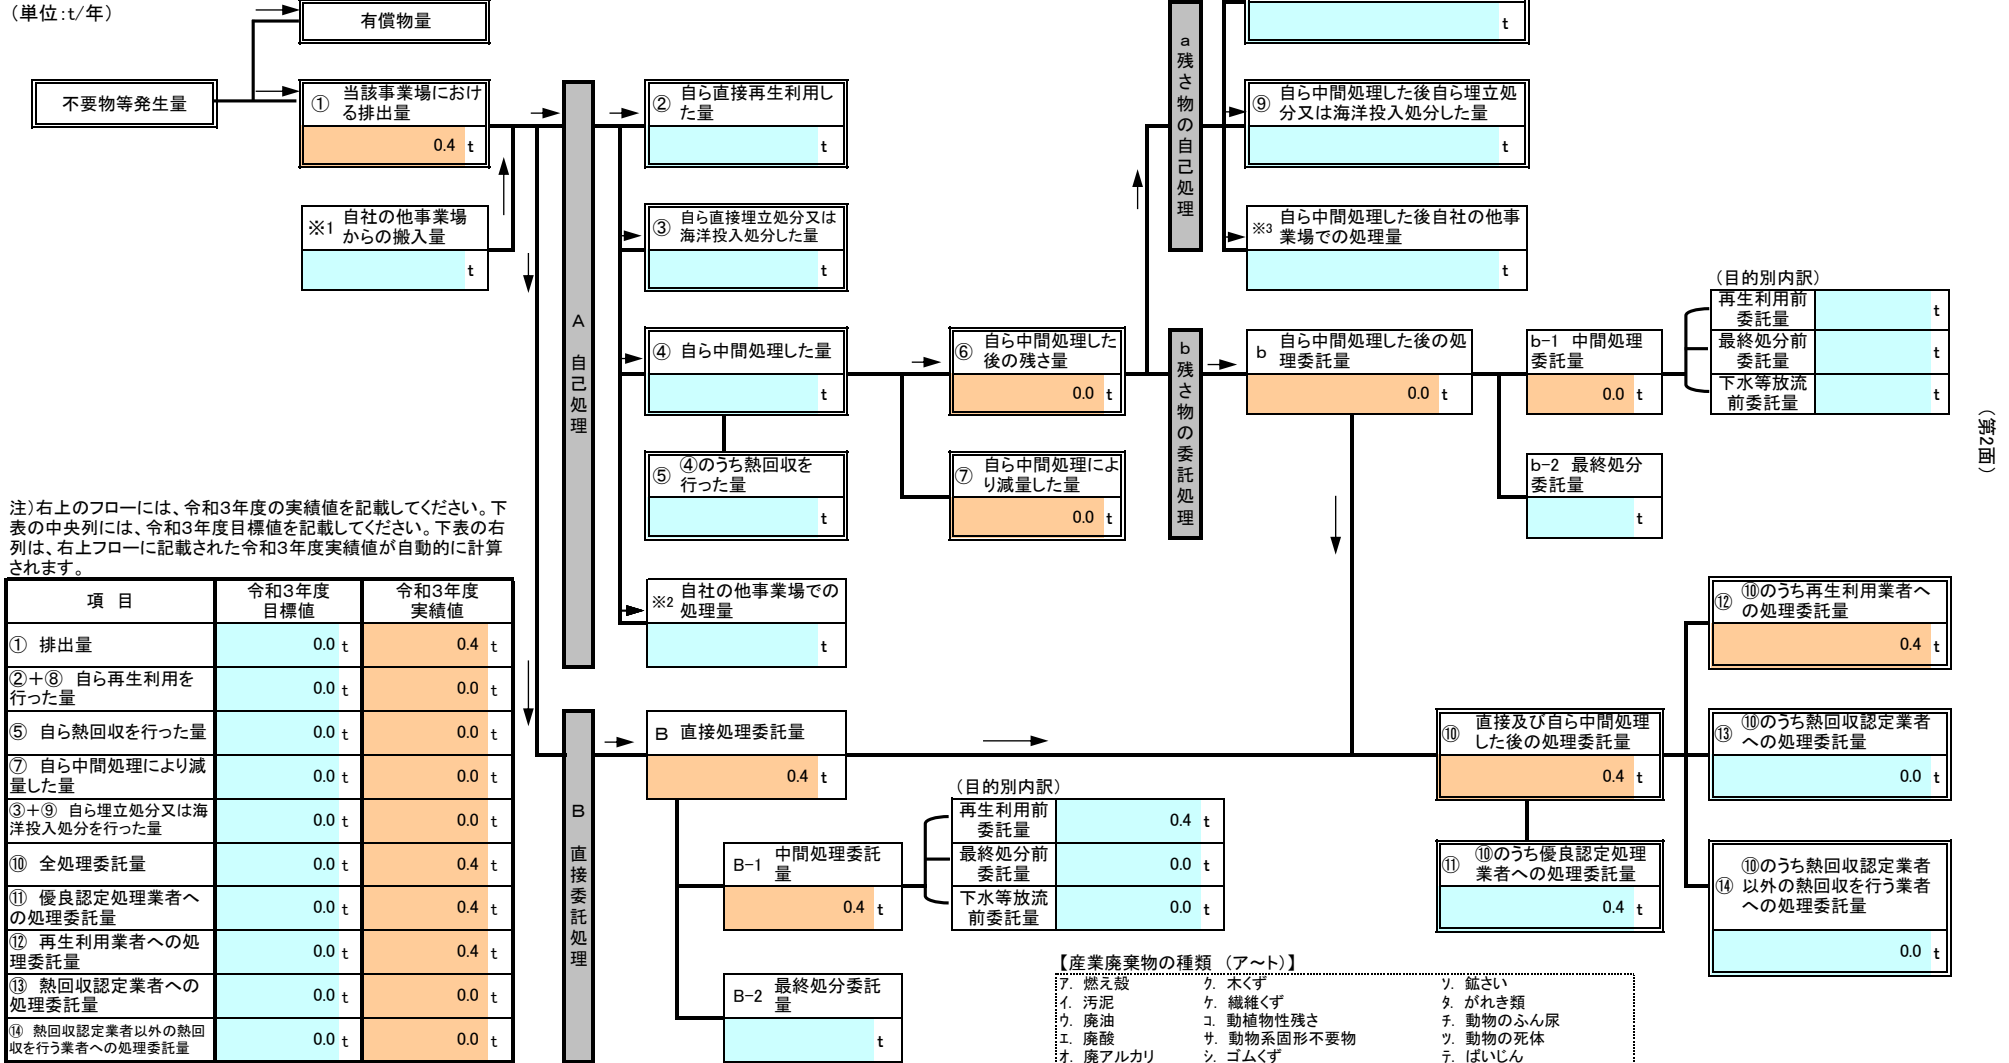 （単位：t/年）
有償物量
不要物等発生量
① 当該事業場におけ
る排出量
0.4 t
※1 自社の他事業場
からの搬入量
t
A 自己処理
② 自ら直接再生利用し
た量
t
③ 自ら直接埋立処分又は
海洋投入処分した量
t
④ 自ら中間処理した量
t
⑤ ④のうち熱回収を
行った量
t
※2 自社の他事業場での
処理量
t
⑥ 自ら中間処理した
後の残さ量
0.0 t
⑦ 自ら中間処理によ
り減量した量
0.0 t
a 残さ物の自己処理
t
⑨ 自ら中間処理した後自ら埋立処
分又は海洋投入処分した量
t
※3 自ら中間処理した後自社の他事
業場での処理量
t
b 残さ物の委託処理
b 自ら中間処理した後の処
理委託量
0.0 t
b-1 中間処理
委託量
0.0 t
（目的別内訳）
再生利用前
委託量
t
最終処分前
委託量
t
下水等放流
前委託量
t
b-2 最終処分
委託量
t
（第2面）
注）右上のフローには、令和3年度の実績値を記載してください。下
表の中央列には、令和3年度目標値を記載してください。下表の右
列は、右上フローに記載された令和3年度実績値が自動的に計算
されます。
項 目 令和3年度 令和3年度
目標値 実績値
① 排出量 0.0 t 0.4 t
②＋⑧ 自ら再生利用を
行った量 0.0 t 0.0 t
⑤ 自ら熱回収を行った量 0.0 t 0.0 t
⑦ 自ら中間処理により減
量した量 0.0 t 0.0 t
③＋⑨ 自ら埋立処分又は海
洋投入処分を行った量 0.0 t 0.0 t
⑩ 全処理委託量 0.0 t 0.4 t
⑪ 優良認定処理業者へ
の処理委託量 0.0 t 0.4 t
⑫ 再生利用業者への処
理委託量 0.0 t 0.4 t
⑬ 熱回収認定業者への
処理委託量 0.0 t 0.0 t
⑭ 熱回収認定業者以外の熱回
収を行う業者への処理委託量 0.0 t 0.0 t
B 直接委託処理
B 直接処理委託量
0.4 t
B-1 中間処理委託
量
0.4 t
B-2 最終処分委託
量
t
（目的別内訳）
再生利用前
委託量
0.4 t
最終処分前
委託量
0.0 t
下水等放流
前委託量
0.0 t
⑩ 直接及び自ら中間処理
した後の処理委託量
0.4 t
⑪ ⑩のうち優良認定処理
業者への処理委託量
0.4 t
⑫ ⑩のうち再生利用業者へ
の処理委託量
0.4 t
⑬ ⑩のうち熱回収認定業者
への処理委託量
0.0 t
⑭ ⑩のうち熱回収認定業者
以外の熱回収を行う業者
への処理委託量
0.0 t
【産業廃棄物の種類 （ア～ト）】
ア. 燃え殻 ク. 木くず ソ. 鉱さい
イ. 汚泥 ケ. 繊維くず タ. がれき類
ウ. 廃油 コ. 動植物性残さ チ. 動物のふん尿
エ. 廃酸 サ. 動物系固形不要物 ツ. 動物の死体
オ. 廃アルカリ シ. ゴムくず テ. ばいじん